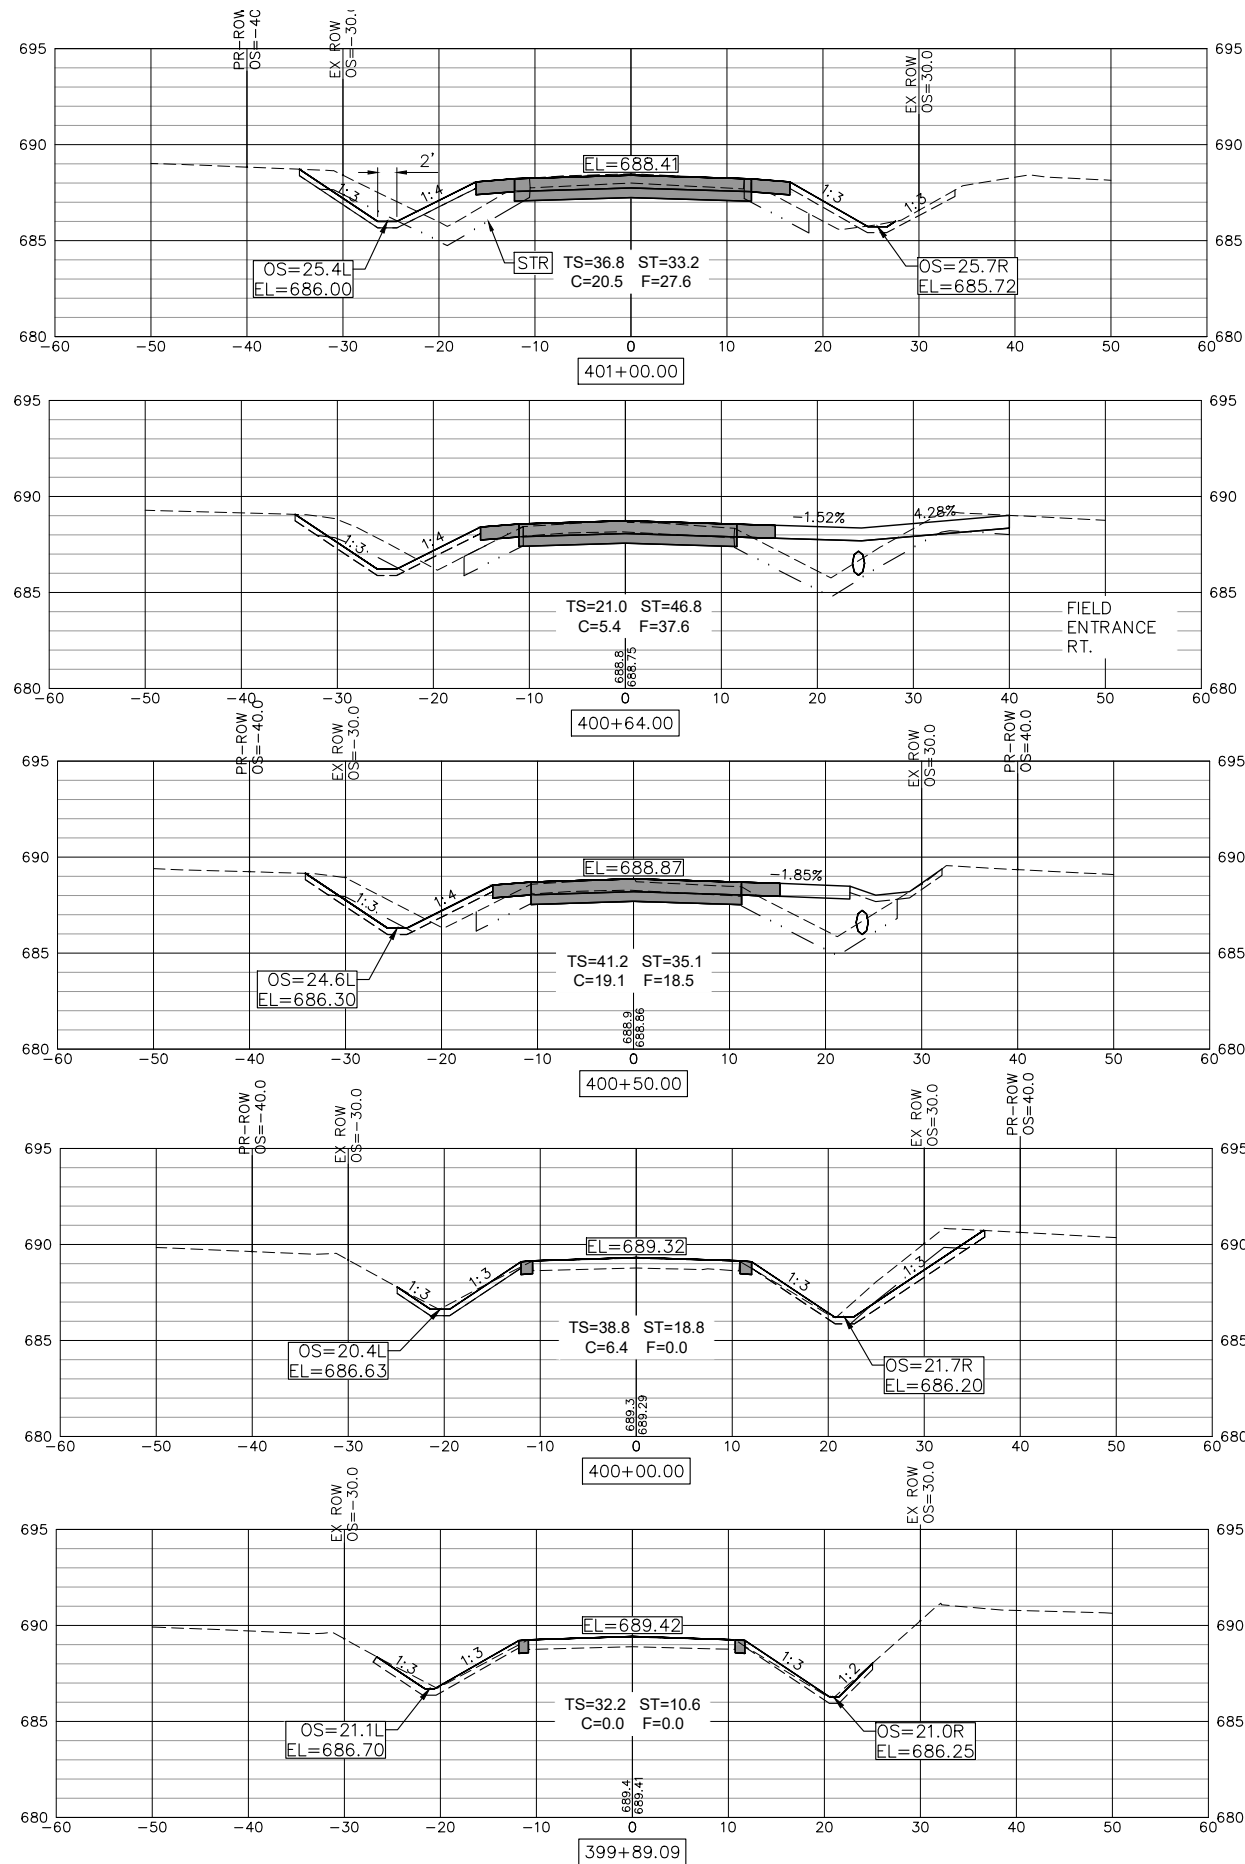 PR-ROW
EX ROW
OS=-30.0
EX ROW
OS=30.0
695
695
690
690
EL=688.41
2'
1:3
1:4
1:3
1:3
685
685
OS=25.4L
EL=686.00
STR
TS=36.8 ST=33.2
C=20.5 F=27.6
OS=25.7R
EL=685.72
680
680
-60 -50 -40 -30 -20 -10 0 10 20 30 40 50 60
401+00.00
695
695
690
690
-1.52%
4.28%
1:3
1:4
685
685
TS=21.0 ST=46.8
C=5.4 F=37.6
FIELD
ENTRANCE
RT.
688.8
688.75
680
680
-60 -50 -40 -30 -20 -10 0 10 20 30 40 50 60
400+64.00
PR-ROW
OS=-40.0
EX ROW
OS=-30.0
EX ROW
OS=30.0
PR-ROW
OS=40.0
695
695
690
690
EL=688.87
-1.85%
1:3
1:4
685
685
OS=24.6L
EL=686.30
TS=41.2 ST=35.1
C=19.1 F=18.5
688.9
688.86
680
680
-60 -50 -40 -30 -20 -10 0 10 20 30 40 50 60
400+50.00
PR-ROW
OS=-40.0
EX ROW
OS=-30.0
EX ROW
OS=30.0
PR-ROW
OS=40.0
695
695
690
690
EL=689.32
1:3
1:3
1:3
1:3
685
685
OS=20.4L
EL=686.63
TS=38.8 ST=18.8
C=6.4 F=0.0
OS=21.7R
EL=686.20
689.3
689.29
680
680
-60 -50 -40 -30 -20 -10 0 10 20 30 40 50 60
400+00.00
EX ROW
OS=-30.0
EX ROW
OS=30.0
695
695
690
690
EL=689.42
1:3
1:3
1:3
1:2
685
685
OS=21.1L
EL=686.70
TS=32.2 ST=10.6
C=0.0 F=0.0
OS=21.0R
EL=686.25
689.4
689.41
680
680
-60 -50 -40 -30 -20 -10 0 10 20 30 40 50 60
399+89.09